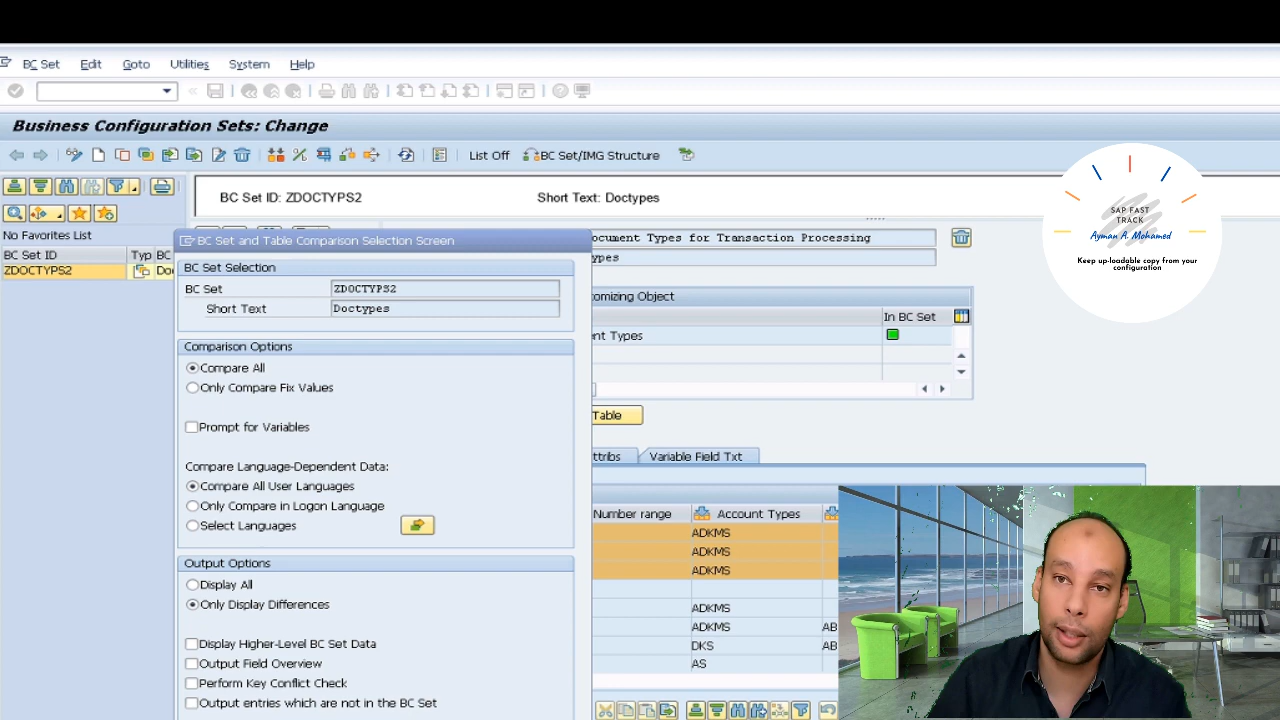 BC Set Edit Goto Utilities System Help
Business Configuration Sets: Change
List Off BC Set/IMG Structure
BC Set ID: ZDOCTYPS2 Short Text: Doctypes
No Favorites List
BC Set ID Typ BC
ZDOCTYPS2 Do
BC Set and Table Comparison Selection Screen
BC Set Selection
BC Set ZDOCTYPS2
Short Text Doctypes
Comparison Options
Compare All
Only Compare Fix Values
Prompt for Variables
Compare Language-Dependent Data:
Compare All User Languages
Only Compare in Logon Language
Select Languages
Output Options
Display All
Only Display Differences
Display Higher-Level BC Set Data
Output Field Overview
Perform Key Conflict Check
Output entries which are not in the BC Set
ocument Types for Transaction Processing
ypes
tomizing Object
In BC Set
ent Types
Table
ttribs Variable Field Txt
Number range Account Types
ADKMS
ADKMS
ADKMS
ADKMS
ADKMS AB
DKS AB
AS
SAP FAST
TRACK
Ayman A. Mohamed
Keep up-loadable copy from your
configuration